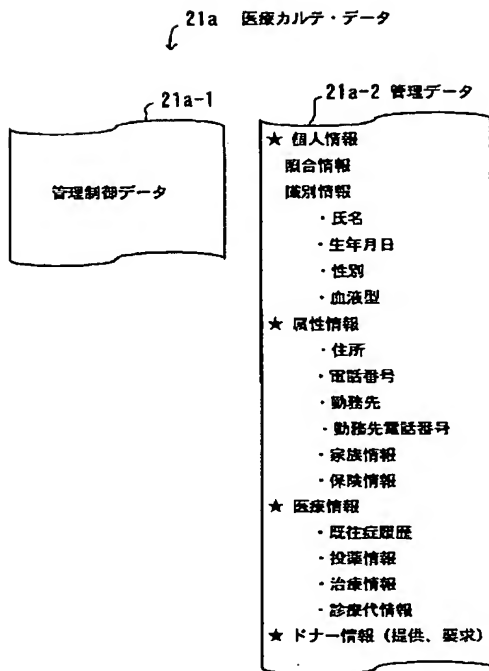 21a 医療カルテ・データ
21a-1
管理制御データ
21a-2 管理データ
★ 個人情報
照合情報
識別情報
・氏名
・生年月日
・性別
・血液型
★ 属性情報
・住所
・電話番号
・勤務先
・勤務先電話番号
・家族情報
・保険情報
★ 医療情報
・既往症履歴
・投薬情報
・治療情報
・診療代情報
★ ドナー情報（提供、要求）